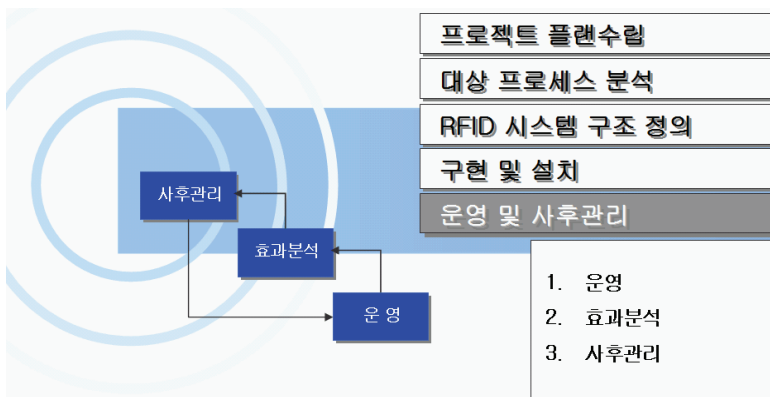 프로젝트 플랜수립
대상 프로세스 분석
RFID 시스템 구조 정의
구현 및 설치
운영 및 사후관리
사후관리
효과분석
운 영
1. 운영
2. 효과분석
3. 사후관리